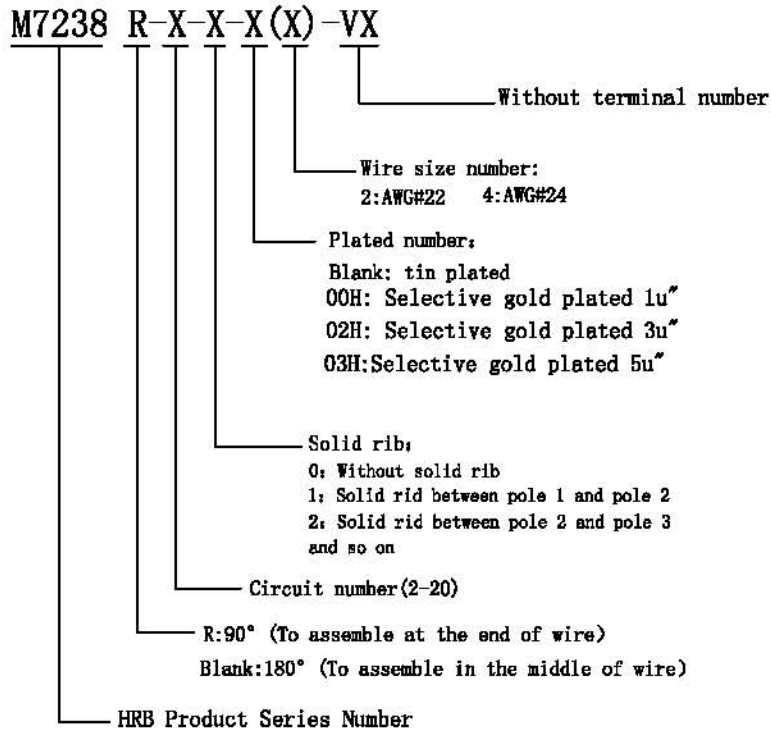 M7238 R-X-X-X(X)-VX
Without terminal number
Wire size number:
2:AWG#22 4:AWG#24
Plated number:
Blank: tin plated
00H: Selective gold plated 1u"
02H: Selective gold plated 3u"
03H:Selective gold plated 5u"
Solid rib:
0: Without solid rib
1: Solid rid between pole 1 and pole 2
2: Solid rid between pole 2 and pole 3
and so on
Circuit number(2-20)
R:90° (To assemble at the end of wire)
Blank:180° (To assemble in the middle of wire)
HRB Product Series Number